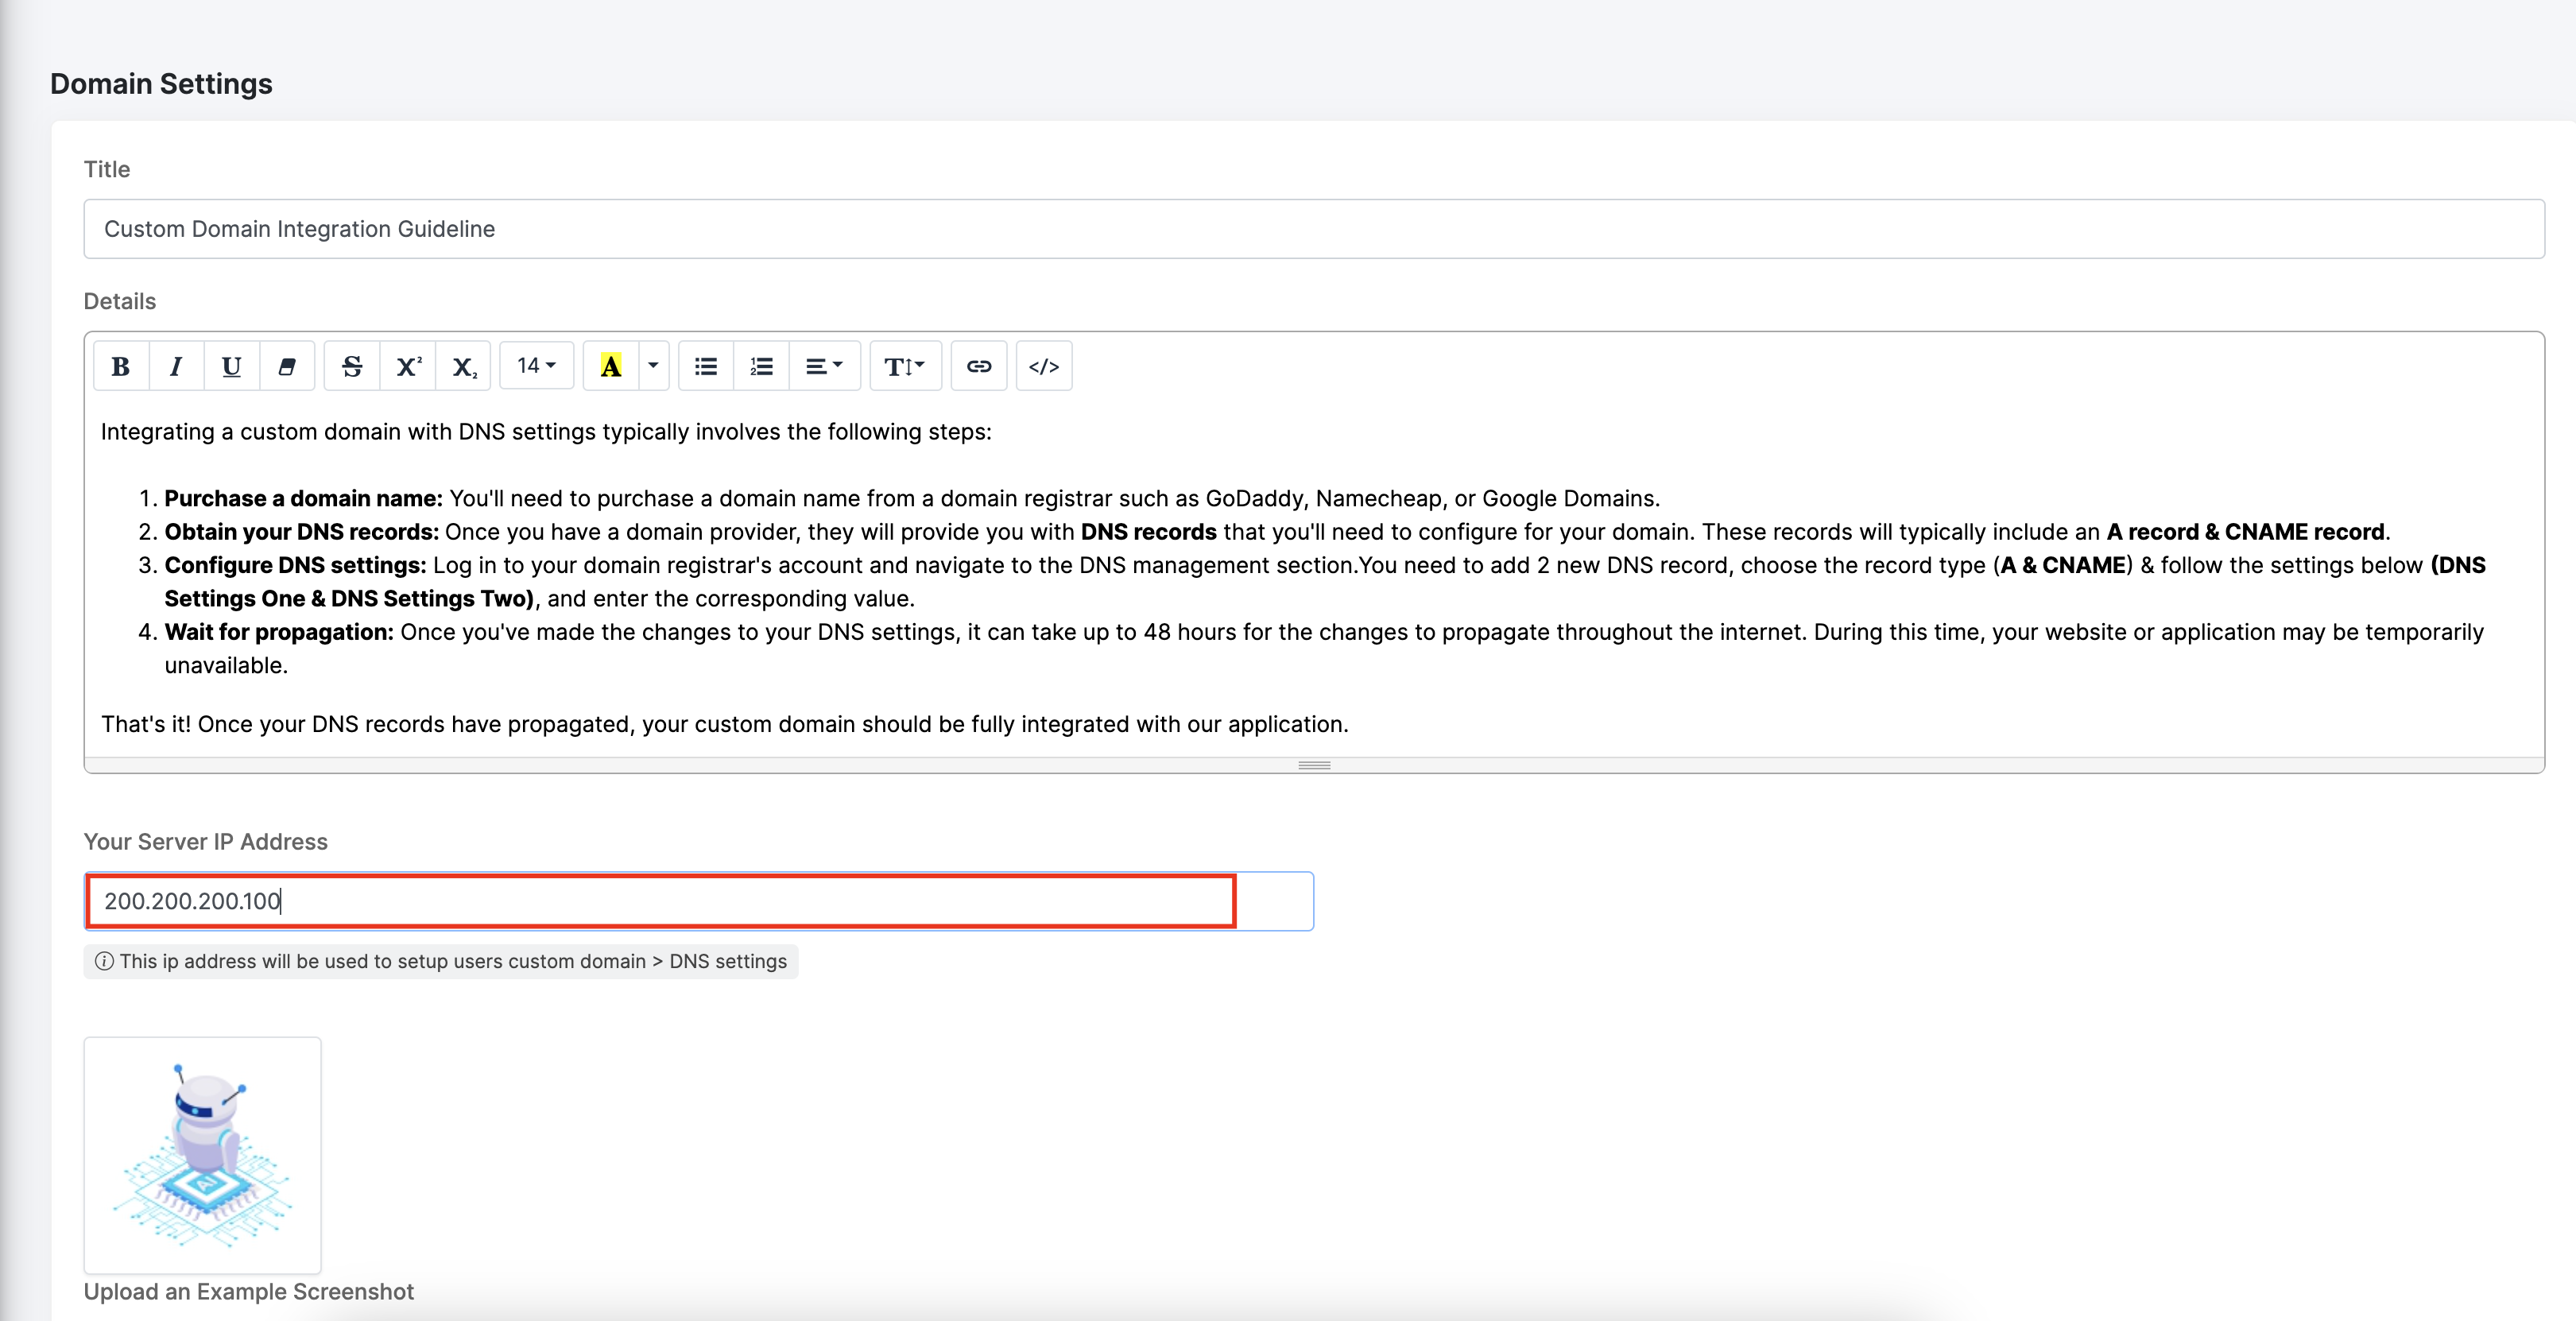 Domain Settings
Title
Custom Domain Integration Guideline
Details
B I U S X² X₂ 14 A T </>
Integrating a custom domain with DNS settings typically involves the following steps:
1. Purchase a domain name: You'll need to purchase a domain name from a domain registrar such as GoDaddy, Namecheap, or Google Domains.
2. Obtain your DNS records: Once you have a domain provider, they will provide you with DNS records that you'll need to configure for your domain. These records will typically include an A record & CNAME record.
3. Configure DNS settings: Log in to your domain registrar's account and navigate to the DNS management section.You need to add 2 new DNS record, choose the record type (A & CNAME) & follow the settings below (DNS
Settings One & DNS Settings Two), and enter the corresponding value.
4. Wait for propagation: Once you've made the changes to your DNS settings, it can take up to 48 hours for the changes to propagate throughout the internet. During this time, your website or application may be temporarily
unavailable.
That's it! Once your DNS records have propagated, your custom domain should be fully integrated with our application.
Your Server IP Address
200.200.200.100
This ip address will be used to setup users custom domain > DNS settings
AI
Upload an Example Screenshot